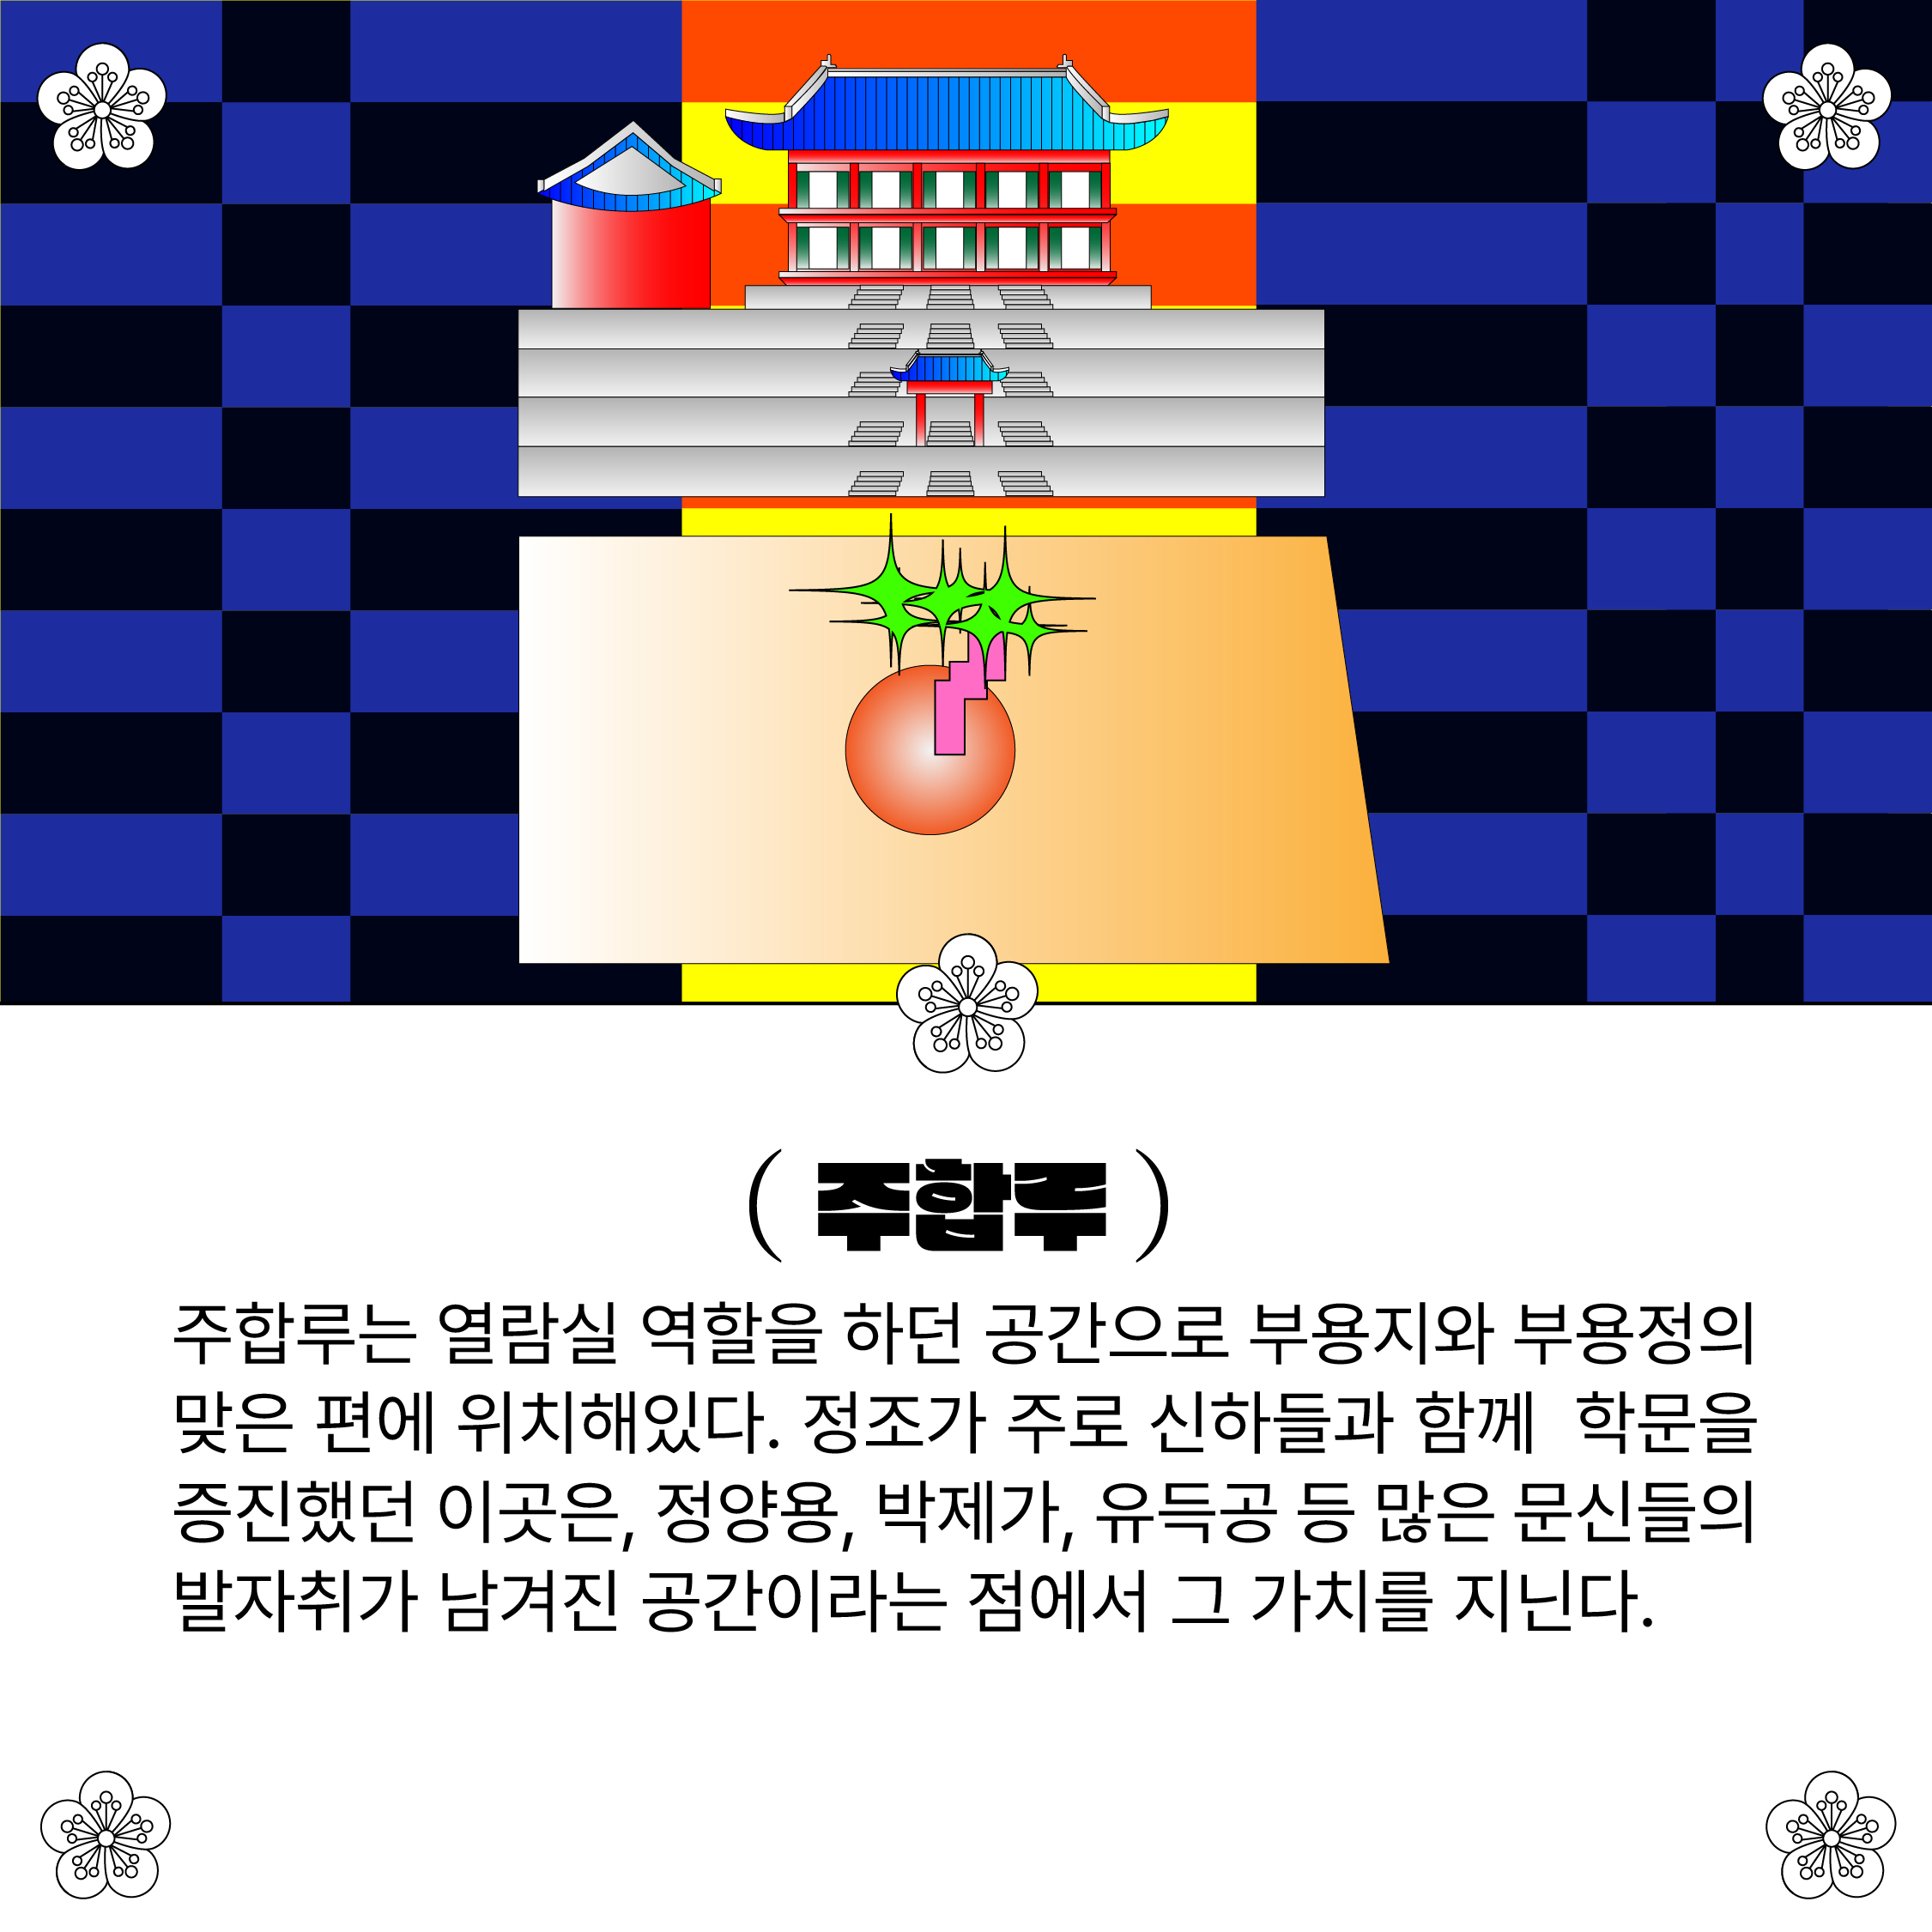 ( 주합루 )
주합루는 열람실 역할을 하던 공간으로 부용지와 부용정의
맞은 편에 위치해있다. 정조가 주로 신하들과 함께 학문을
증진했던 이곳은, 정양용, 박제가, 유득공 등 많은 문신들의
발자취가 남겨진 공간이라는 점에서 그 가치를 지닌다.